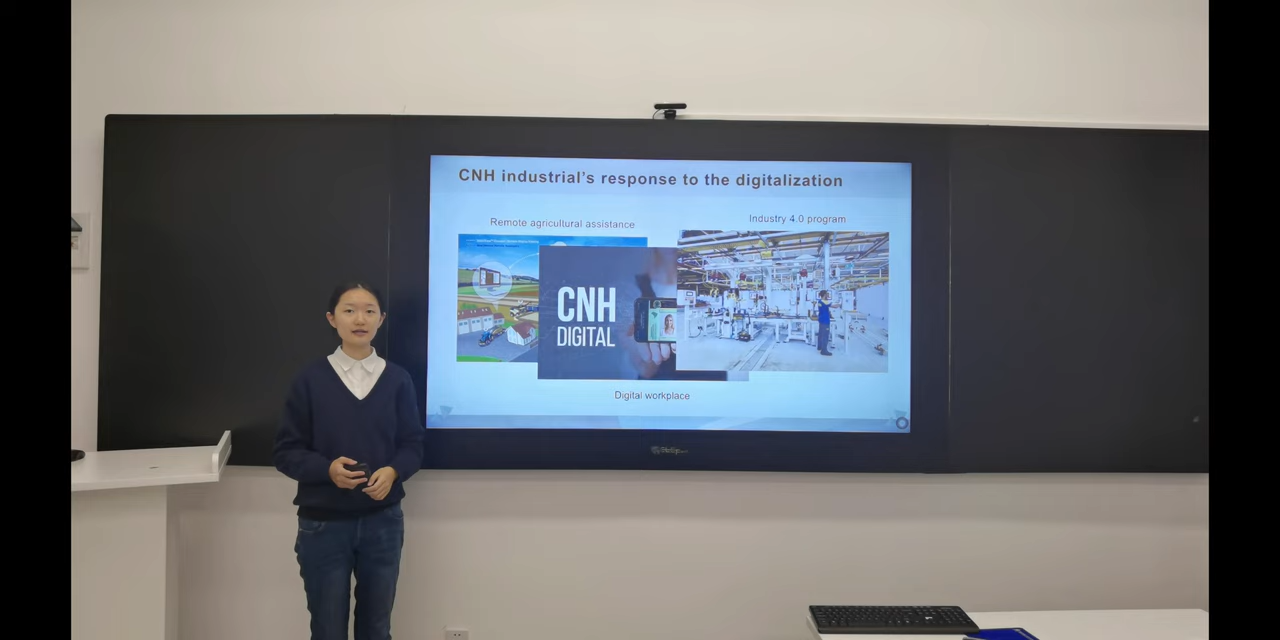 CNH industrial's response to the digitalization
Remote agricultural assistance
Industry 4.0 program
CNH
DIGITAL
Digital workplace